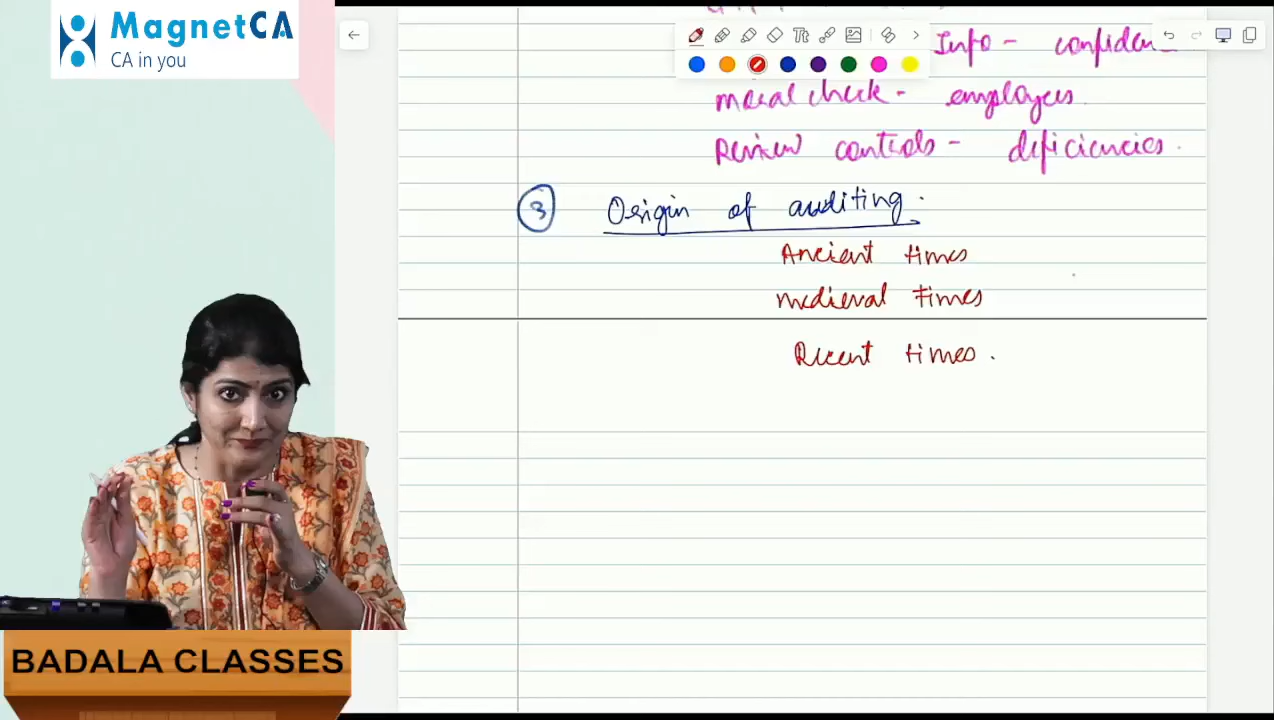 MagnetCA
CA in you
Info - confiden
moral check - employees
Review controls - deficiencies.
3 Origin of auditing.
Ancient times
medieval times
Recent times.
BADALA CLASSES